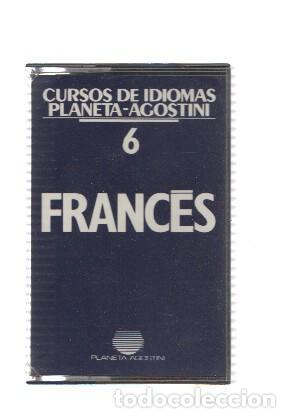 CURSOS DE IDIOMAS
PLANETA-AGOSTINI
6
FRANCÉS
PLANETA AGOSTINI
todocoleccion